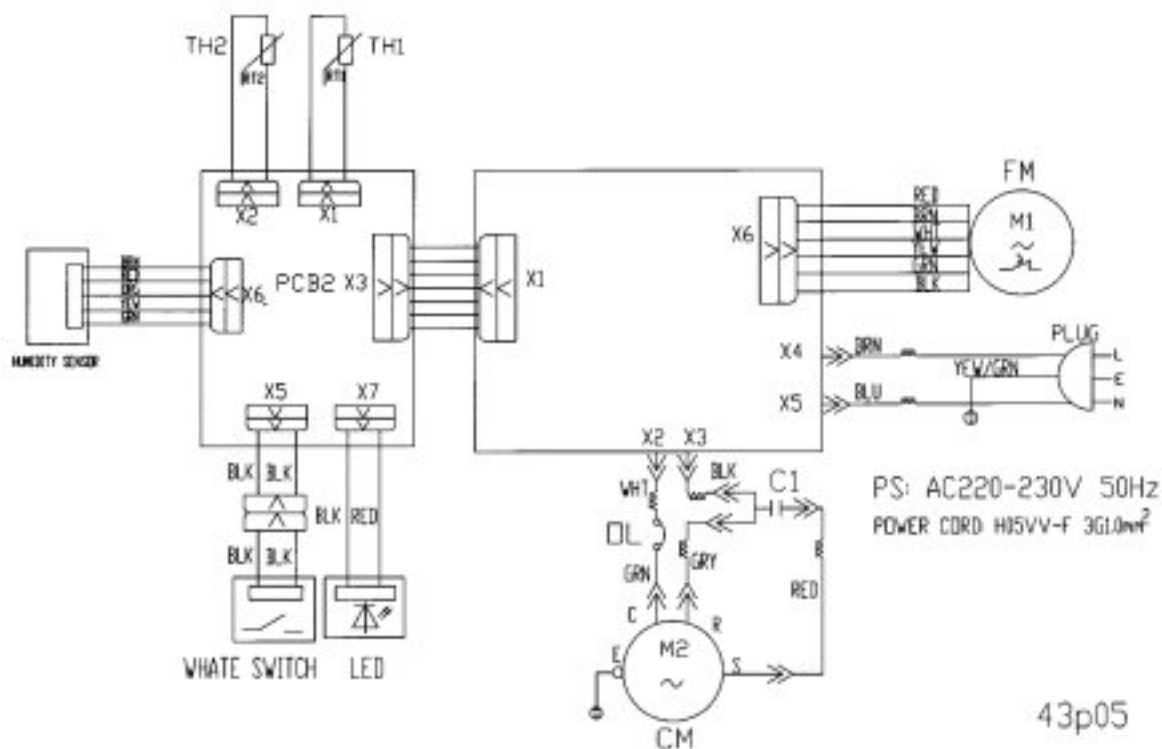 TH2
RT2
RT1
TH1
X2
X1
FM
RED
BRN
WHT
YEW
GRN
BLK
M1
X6
X6
PCB2
X3
X1
HUMIDITY SENSOR
X4
BRN
PLUG
L
YEW/GRN
E
X5
BLU
N
X5
X7
X2
X3
BLK
BLK
BLK
WHT
C1
PS: AC220-230V 50Hz
POWER CORD H05VV-F 3G1.0mm²
BLK
RED
OL
BLK
BLK
GRN
GRY
RED
C
R
E
M2
S
WHATE SWITCH
LED
CM
43p05